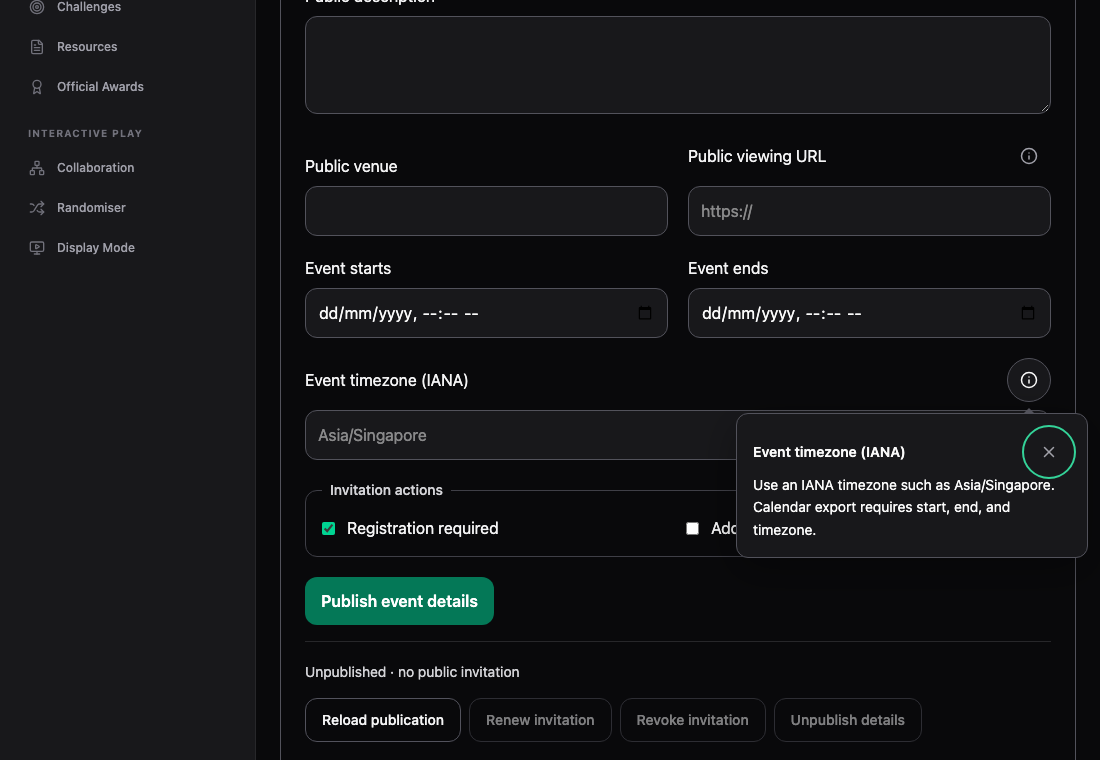 Challenges
Resources
Official Awards
INTERACTIVE PLAY
Collaboration
Randomiser
Display Mode
Public description
Public venue
Public viewing URL
https://
Event starts
Event ends
dd/mm/yyyy, --:-- --
dd/mm/yyyy, --:-- --
Event timezone (IANA)
Asia/Singapore
Event timezone (IANA)
Use an IANA timezone such as Asia/Singapore.
Calendar export requires start, end, and
timezone.
Invitation actions
Registration required
Publish event details
Unpublished · no public invitation
Reload publication
Renew invitation
Revoke invitation
Unpublish details